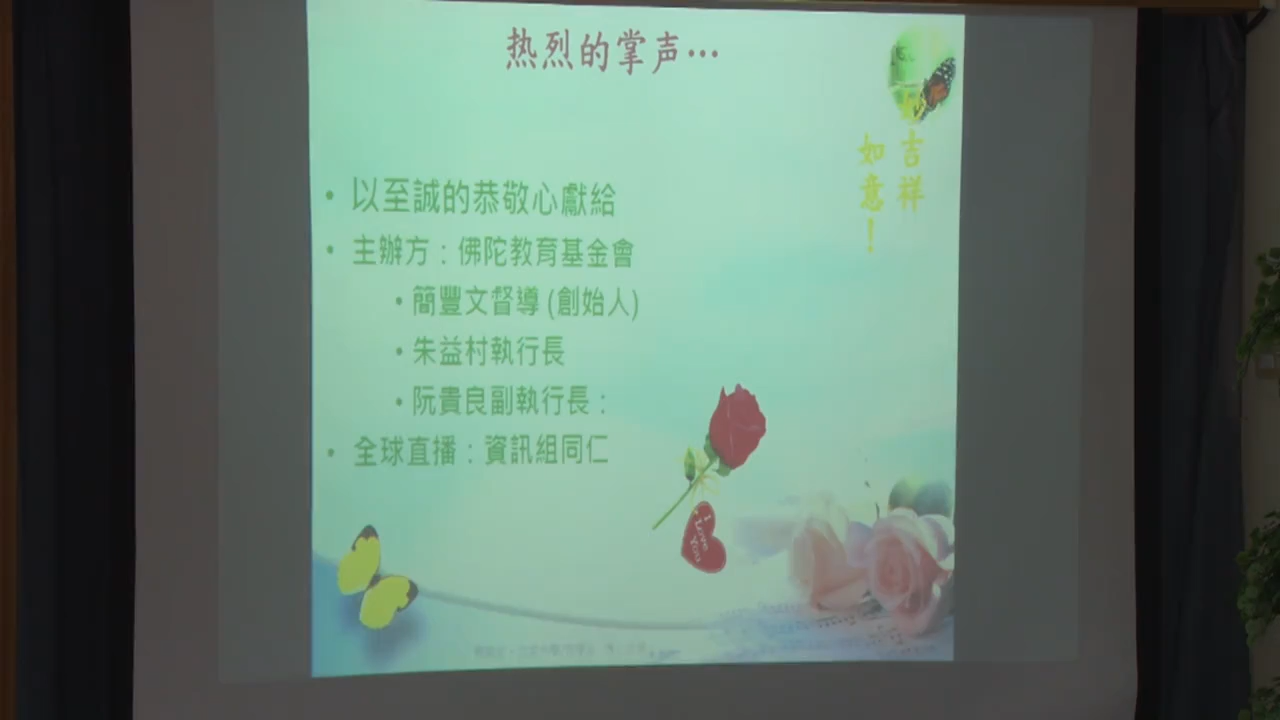 热烈的掌声…
吉祥
如意！
• 以至誠的恭敬心獻給
• 主辦方：佛陀教育基金會
• 簡豐文督導 (創始人)
• 朱益村執行長
• 阮貴良副執行長：
• 全球直播：資訊組同仁
I Love You